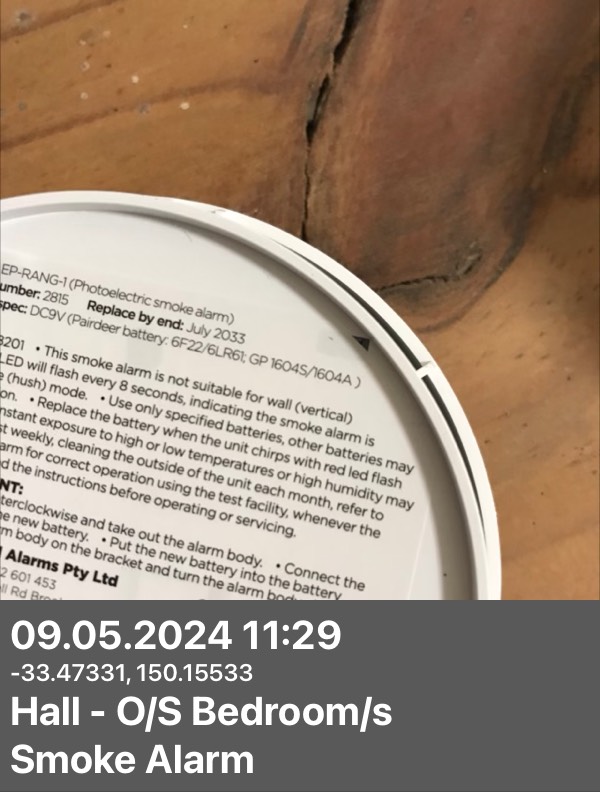 EP-RANG-1 (Photoelectric smoke alarm)
umber: 2815 Replace by end: July 2033
spec: DC9V (Pairdeer battery: 6F22/6LR61; GP 1604S/1604A )
3201 • This smoke alarm is not suitable for wall (vertical)
LED will flash every 8 seconds, indicating the smoke alarm is
e (hush) mode. • Use only specified batteries, other batteries may
on. • Replace the battery when the unit chirps with red led flash
nstant exposure to high or low temperatures or high humidity may
st weekly, cleaning the outside of the unit each month, refer to
arm for correct operation using the test facility, whenever the
d the instructions before operating or servicing.
NT:
terclockwise and take out the alarm body. • Connect the
e new battery. • Put the new battery into the battery
m body on the bracket and turn the alarm body
l Alarms Pty Ltd
2 601 453
ll Rd
09.05.2024 11:29
-33.47331, 150.15533
Hall - O/S Bedroom/s
Smoke Alarm